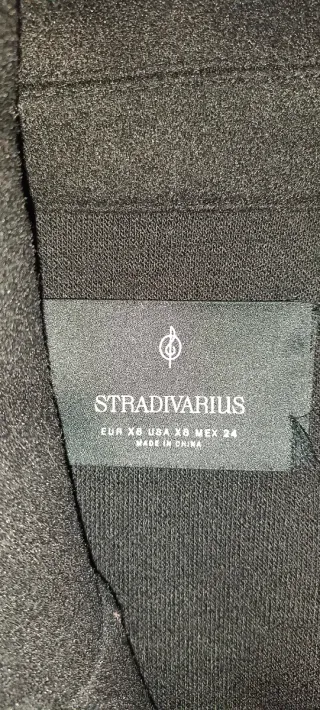 STRADIVARIUS
EUR XS USA XS MEX 24
MADE IN CHINA